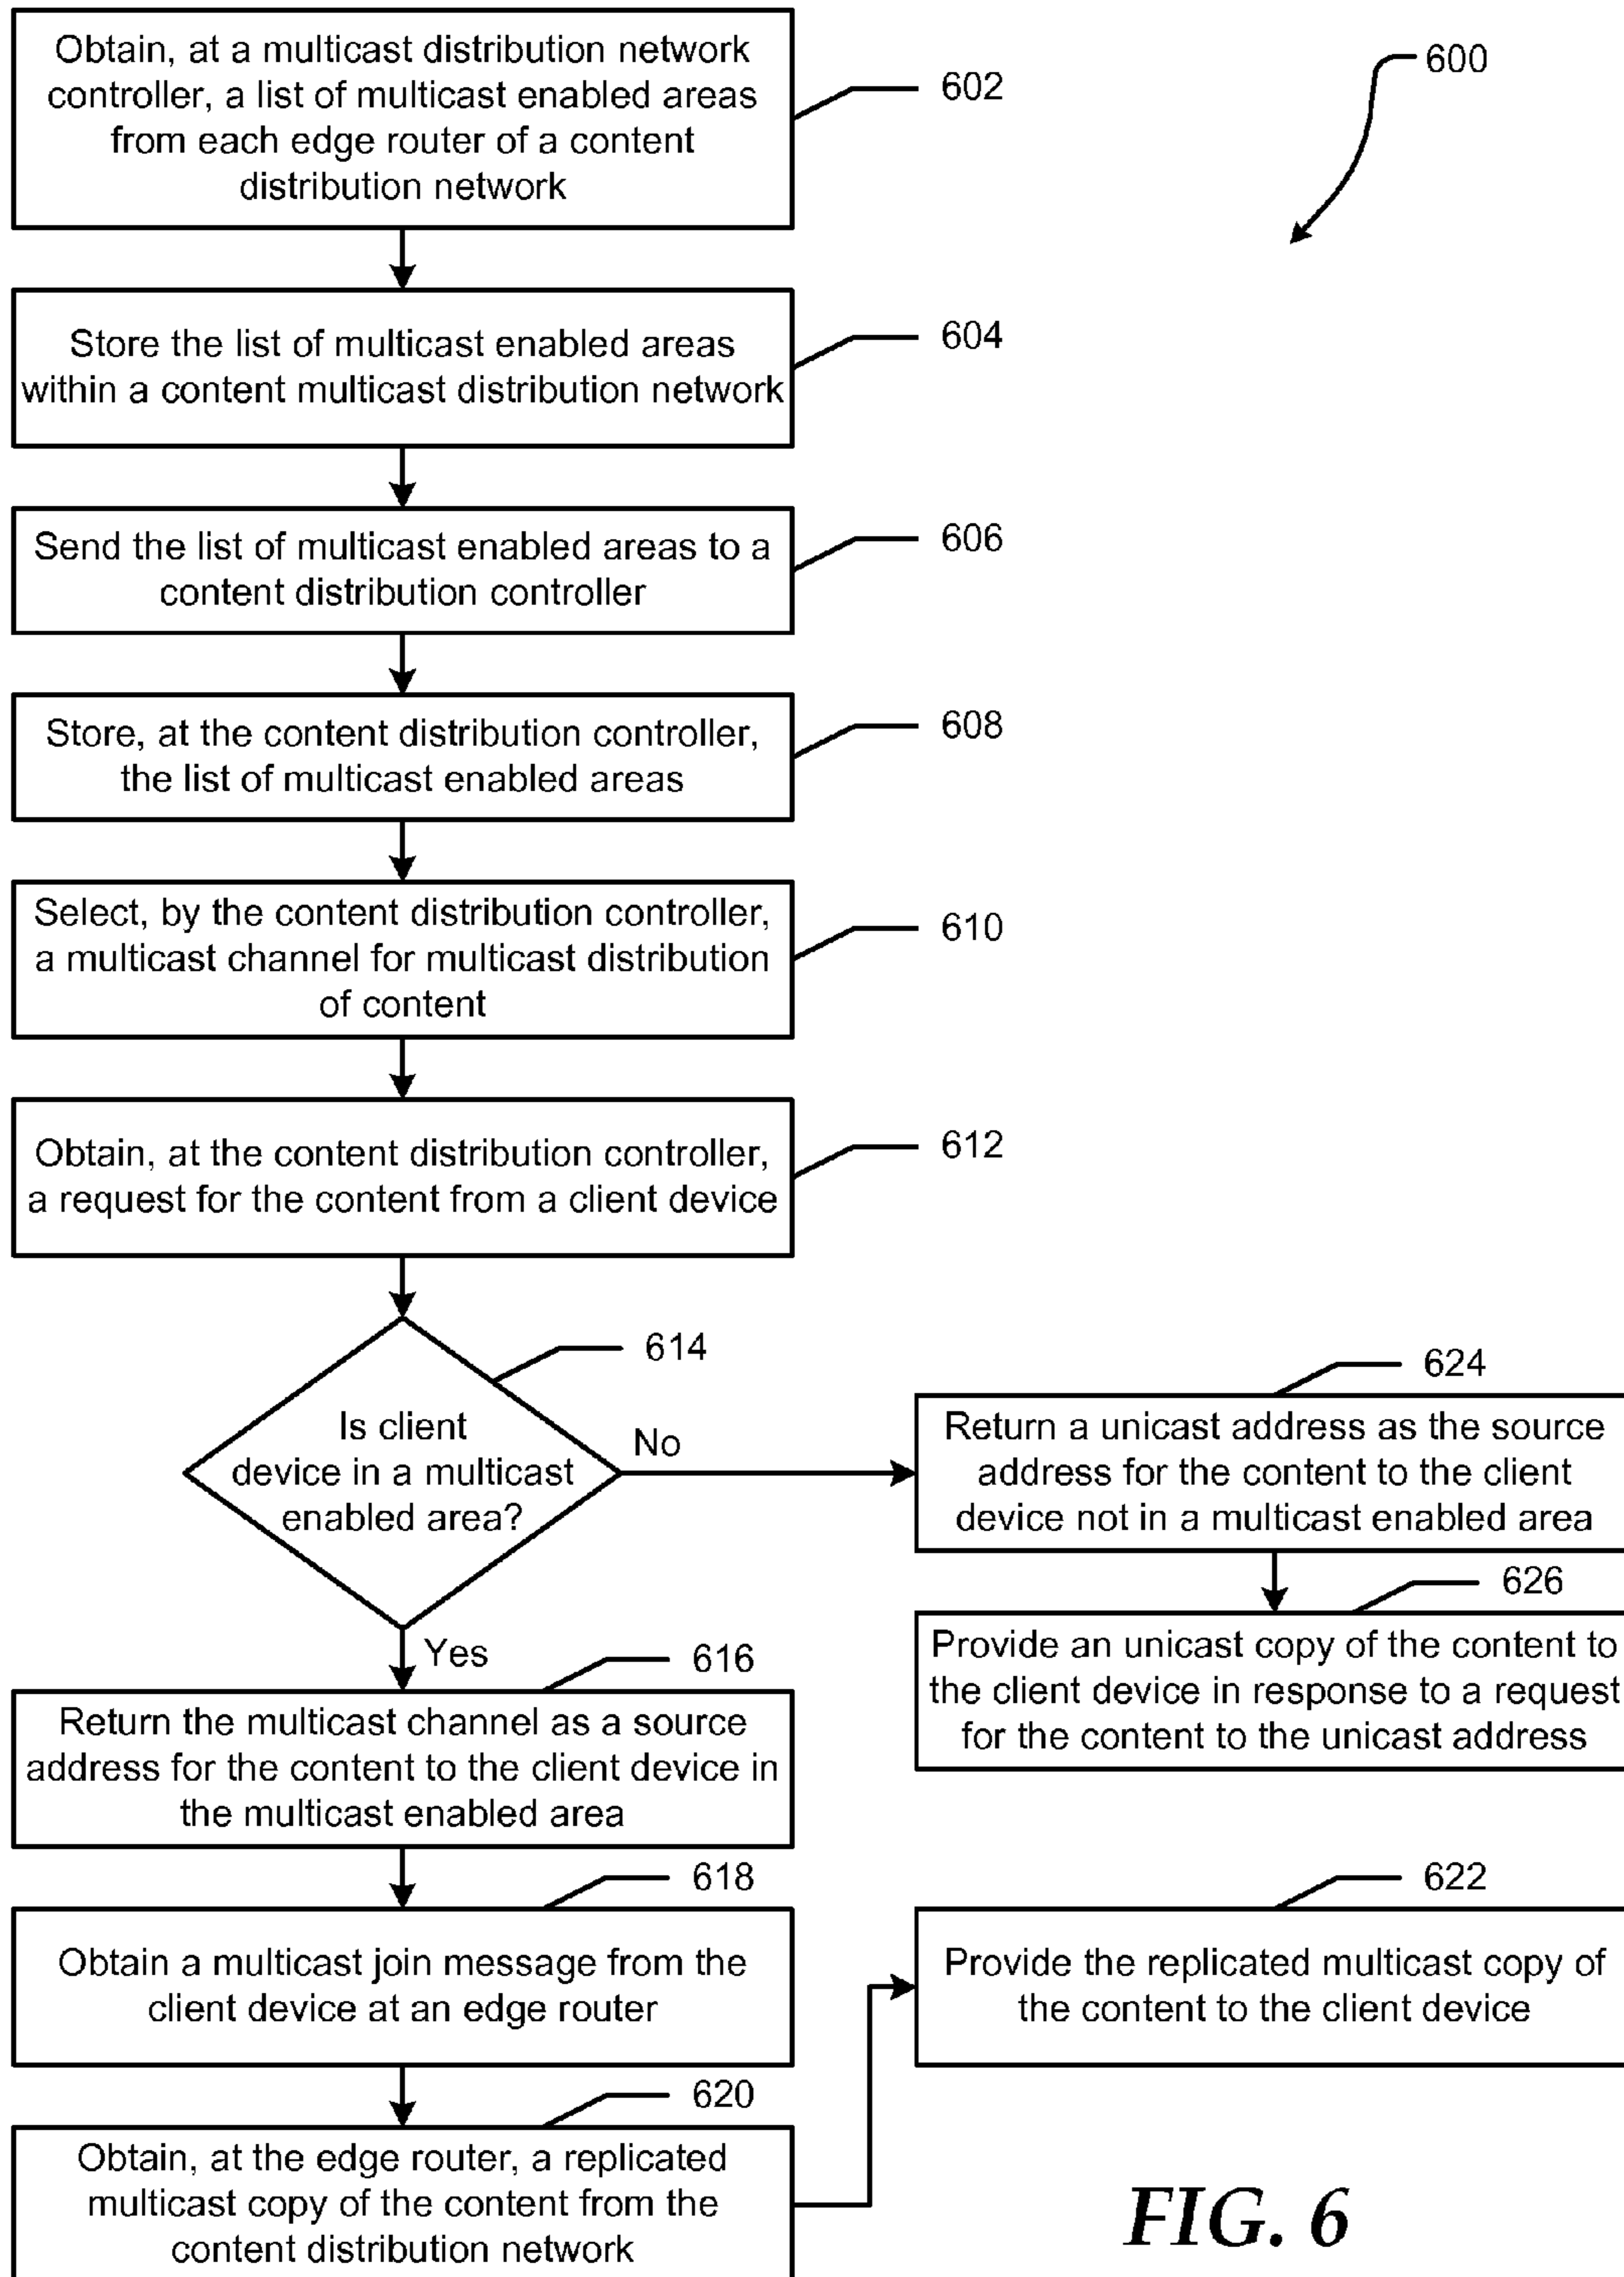 Obtain, at a multicast distribution network
controller, a list of multicast enabled areas
from each edge router of a content
distribution network
602
600
Store the list of multicast enabled areas
within a content multicast distribution network
604
Send the list of multicast enabled areas to a
content distribution controller
606
Store, at the content distribution controller,
the list of multicast enabled areas
608
Select, by the content distribution controller,
a multicast channel for multicast distribution
of content
610
Obtain, at the content distribution controller,
a request for the content from a client device
612
Is client
device in a multicast
enabled area?
614
No
624
Return a unicast address as the source
address for the content to the client
device not in a multicast enabled area
626
Provide an unicast copy of the content to
the client device in response to a request
for the content to the unicast address
Yes
616
Return the multicast channel as a source
address for the content to the client device in
the multicast enabled area
618
Obtain a multicast join message from the
client device at an edge router
620
Obtain, at the edge router, a replicated
multicast copy of the content from the
content distribution network
622
Provide the replicated multicast copy of
the content to the client device
FIG. 6